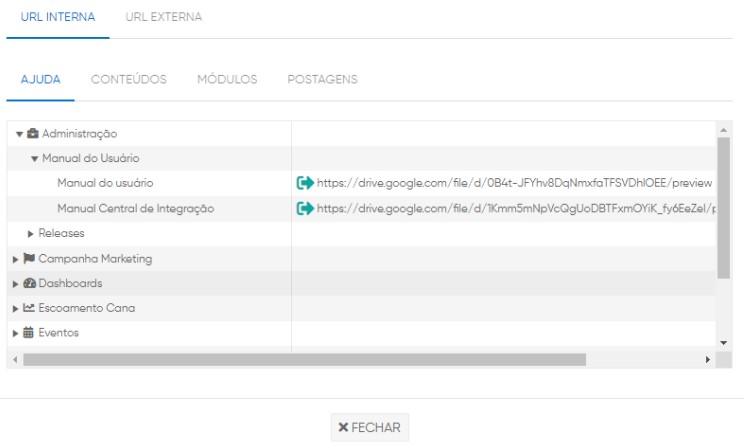 URL INTERNA URL EXTERNA
AJUDA CONTEÚDOS MÓDULOS POSTAGENS
Administração
Manual do Usuário
Manual do usuário https://drive.google.com/file/d/0B4t-JFYhv8DqNmxfaTFSVDhlOEE/preview
Manual Central de Integração https://drive.google.com/file/d/1Kmm5mNpVcQgUoDBTFxmOYiK_fy6EeZel/p
Releases
Campanha Marketing
Dashboards
Escoamento Cana
Eventos
FECHAR